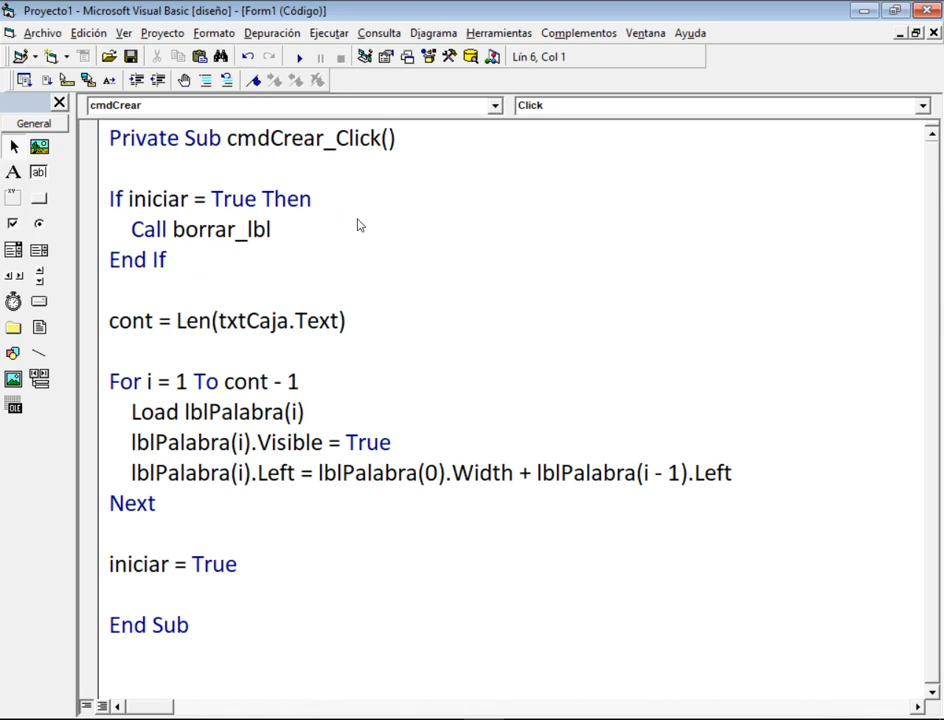 Proyecto1 - Microsoft Visual Basic [diseño] - [Form1 (Código)]
Archivo Edición Ver Proyecto Formato Depuración Ejecutar Consulta Diagrama Herramientas Complementos Ventana Ayuda
Lín 6, Col 1
General
cmdCrear Click
Private Sub cmdCrear_Click()
If iniciar = True Then
Call borrar_lbl
End If
cont = Len(txtCaja.Text)
For i = 1 To cont - 1
Load lblPalabra(i)
lblPalabra(i).Visible = True
lblPalabra(i).Left = lblPalabra(0).Width + lblPalabra(i - 1).Left
Next
iniciar = True
End Sub